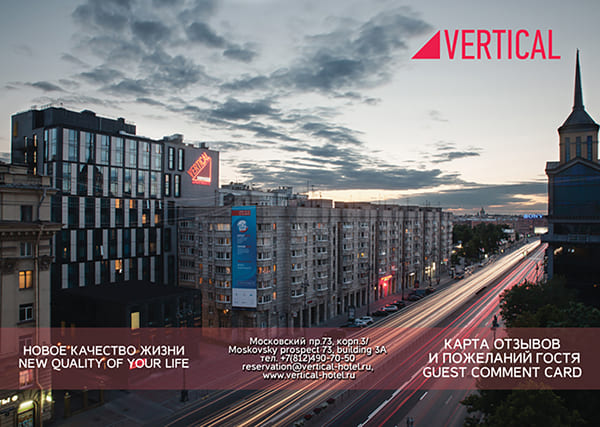 VERTICAL
VERTICAL
SONY
НОВОЕ КАЧЕСТВО ЖИЗНИ
NEW QUALITY OF YOUR LIFE
Московский пр.73, корп.3/
Moskovsky prospect 73, building 3A
тел. +7(812)490-70-50
reservation@vertical-hotel.ru,
www.vertical-hotel.ru
КАРТА ОТЗЫВОВ
И ПОЖЕЛАНИЙ ГОСТЯ
GUEST COMMENT CARD